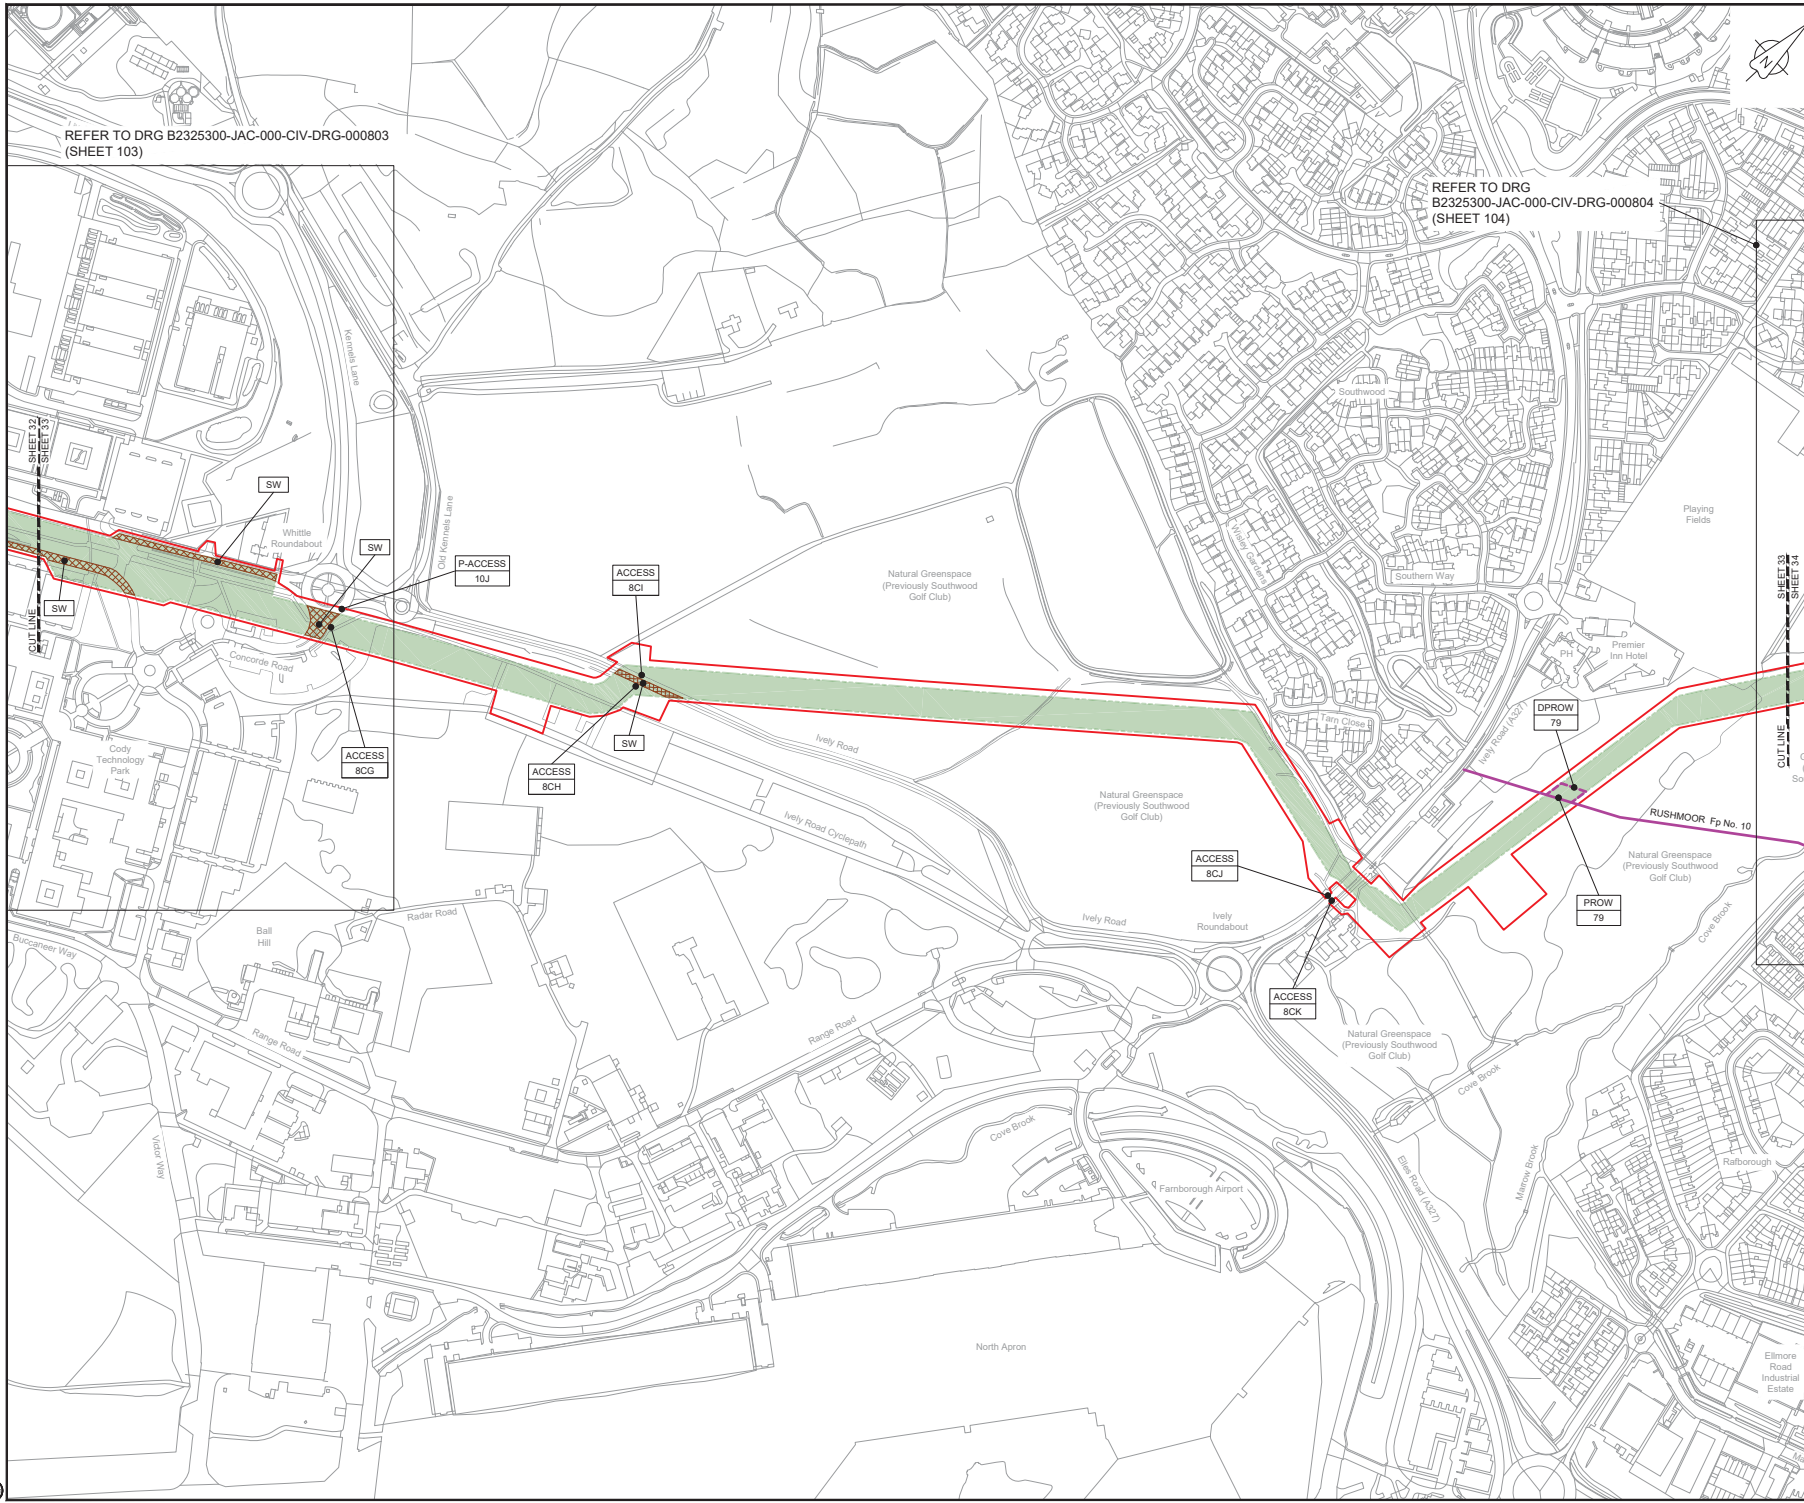 REFER TO DRG B2325300-JAC-000-CIV-DRG-000803
(SHEET 103)
N
REFER TO DRG
B2325300-JAC-000-CIV-DRG-000804
(SHEET 104)
Kennels Lane
Southwood
SHEET 32
SHEET 33
CUT LINE
SW
Whittle
Roundabout
SW
Old Kennels Lane
P-ACCESS
10J
ACCESS
8CI
Natural Greenspace
(Previously Southwood
Golf Club)
Wisley Gardens
Southern Way
Playing
Fields
SHEET 33
SHEET 34
CUT LINE
SW
Concorde Road
PH
Premier
Inn Hotel
Cody
Technology
Park
ACCESS
8CG
ACCESS
8CH
SW
Ively Road
Tarn Close
Ively Road (A327)
DPROW
79
RUSHMOOR Fp No. 10
Natural Greenspace
(Previously Southwood
Golf Club)
Ively Road Cyclepath
ACCESS
8CJ
Natural Greenspace
(Previously Southwood
Golf Club)
PROW
79
Radar Road
Ively Road
Ively
Roundabout
Cove Brook
Ball
Hill
Buccaneer Way
ACCESS
8CK
Range Road
Range Road
Natural Greenspace
(Previously Southwood
Golf Club)
Cove Brook
Cove Brook
Victor Way
Farnborough Airport
Elles Road (A327)
Marrow Brook
Rafborough
North Apron
Ellmore
Road
Industrial
Estate